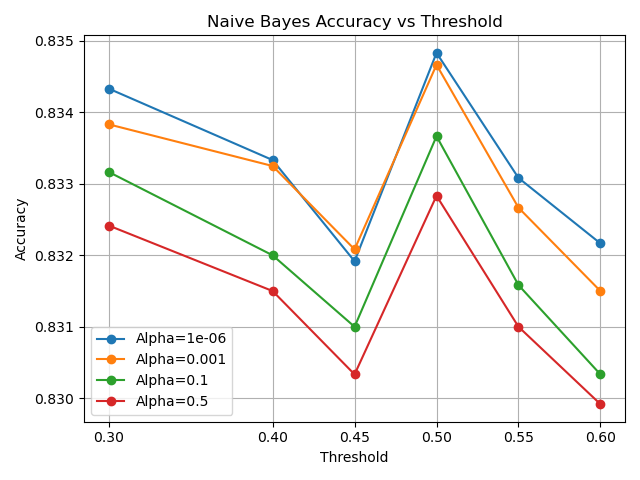 Naive Bayes Accuracy vs Threshold
Accuracy
0.835
0.834
0.833
0.832
0.831
0.830
Alpha=1e-06
Alpha=0.001
Alpha=0.1
Alpha=0.5
0.30 0.40 0.45 0.50 0.55 0.60
Threshold